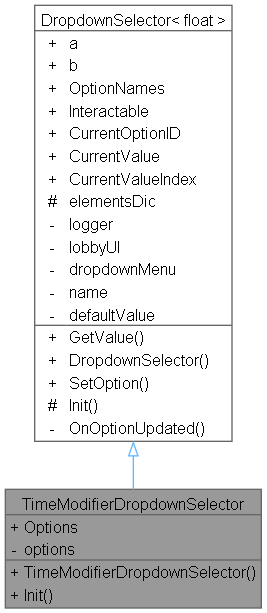 DropdownSelector< float >
+ a
+ b
+ OptionNames
+ Interactable
+ CurrentOptionID
+ CurrentValue
+ CurrentValueIndex
# elementsDic
- logger
- lobbyUI
- dropdownMenu
- name
- defaultValue
+ GetValue()
+ DropdownSelector()
+ SetOption()
# Init()
- OnOptionUpdated()
TimeModifierDropdownSelector
+ Options
- options
+ TimeModifierDropdownSelector()
+ Init()